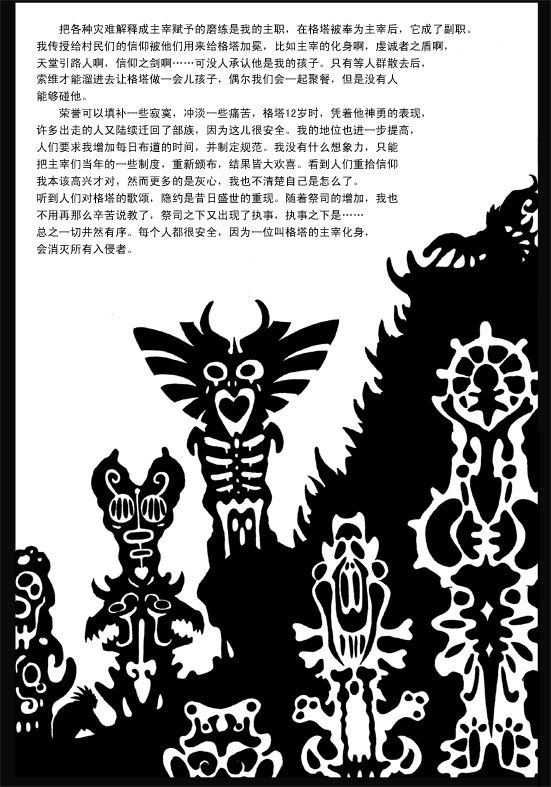 把各种灾难解释成主宰赋予的磨练是我的主职，在格塔被奉为主宰后，它成了副职。
我传授给村民们的信仰被他们用来给格塔加冕，比如主宰的化身啊，虔诚者之盾啊，
天堂引路人啊，信仰之剑啊……可没人承认他是我的孩子。只有等人群散去后，
索维才能溜进去让格塔做一会儿孩子，偶尔我们会一起聚餐，但是没有人
能够碰他。
荣誉可以填补一些寂寞，冲淡一些痛苦，格塔12岁时，凭着他神勇的表现，
许多出走的人又陆续迁回了部族，因为这儿很安全。我的地位也进一步提高，
人们要求我增加每日布道的时间，并制定规范。我没有什么想象力，只能
把主宰们当年的一些制度，重新颁布，结果皆大欢喜。看到人们重拾信仰
我本该高兴才对，然而更多的是灰心，我也不清楚自己是怎么了。
听到人们对格塔的歌颂，隐约是昔日盛世的重现。随着祭司的增加，我也
不用再那么辛苦说教了，祭司之下又出现了执事，执事之下是……
总之一切井然有序。每个人都很安全，因为一位叫格塔的主宰化身，
会消灭所有入侵者。